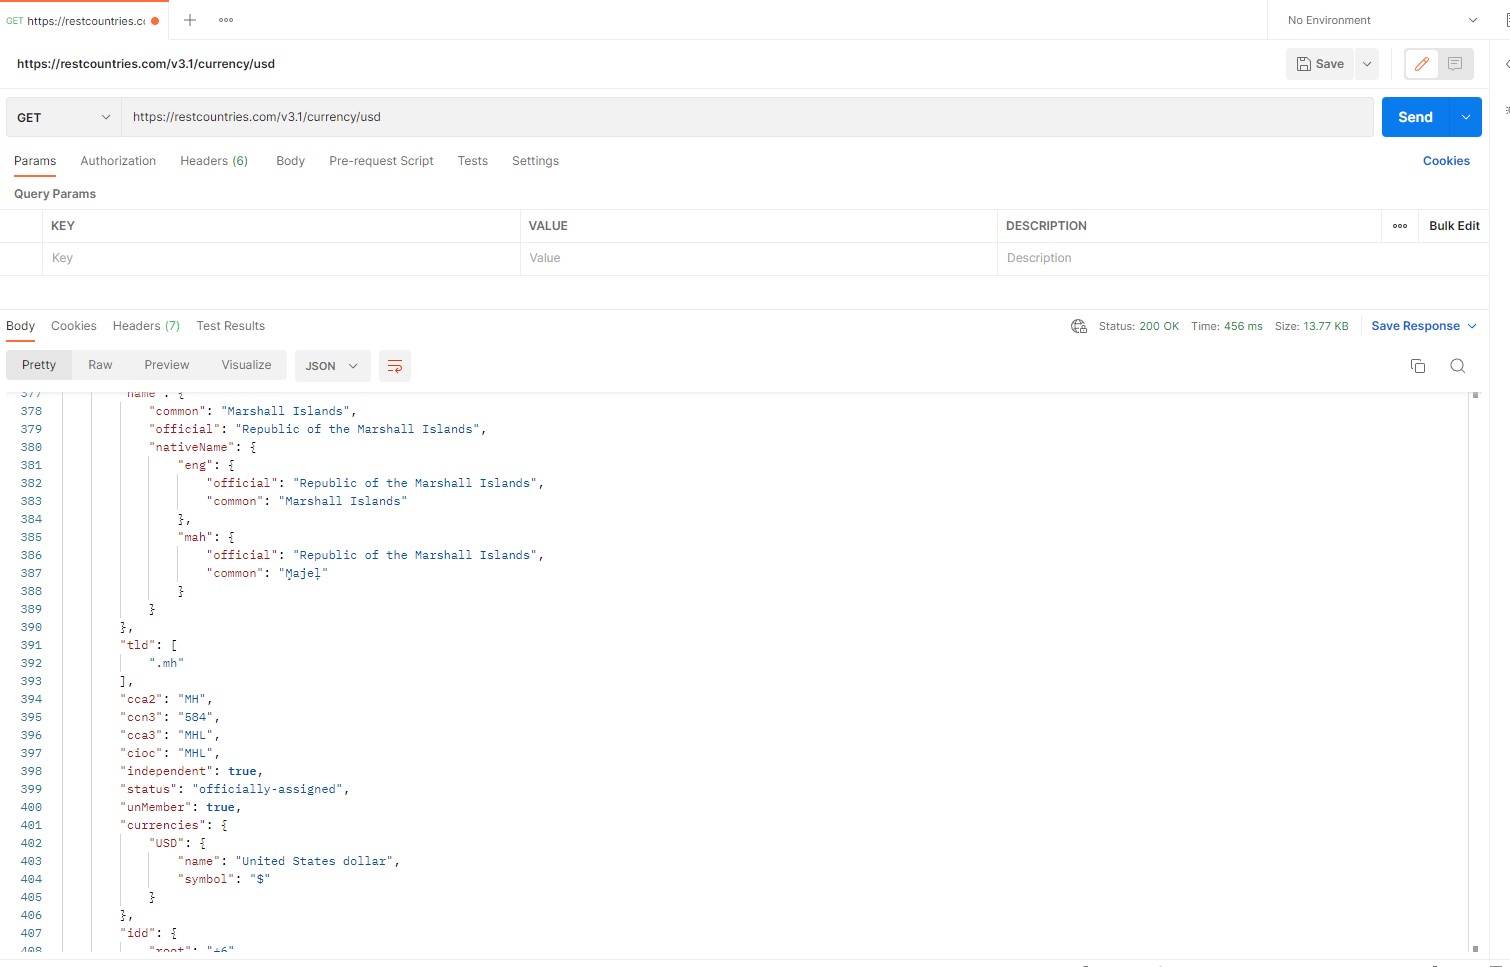 GET https://restcountries.cc
No Environment
https://restcountries.com/v3.1/currency/usd
Save
GET https://restcountries.com/v3.1/currency/usd Send
Params Authorization Headers (6) Body Pre-request Script Tests Settings Cookies
Query Params
KEY VALUE DESCRIPTION Bulk Edit
Key Value Description
Body Cookies Headers (7) Test Results Status: 200 OK Time: 456 ms Size: 13.77 KB Save Response
Pretty Raw Preview Visualize JSON
377 "name": {
378 "common": "Marshall Islands",
379 "official": "Republic of the Marshall Islands",
380 "nativeName": {
381 "eng": {
382 "official": "Republic of the Marshall Islands",
383 "common": "Marshall Islands"
384 },
385 "mah": {
386 "official": "Republic of the Marshall Islands",
387 "common": "M̧ajeļ"
388 }
389 }
390 },
391 "tld": [
392 ".mh"
393 ],
394 "cca2": "MH",
395 "ccn3": "584",
396 "cca3": "MHL",
397 "cioc": "MHL",
398 "independent": true,
399 "status": "officially-assigned",
400 "unMember": true,
401 "currencies": {
402 "USD": {
403 "name": "United States dollar",
404 "symbol": "$"
405 }
406 },
407 "idd": {
408 "root": "+6"